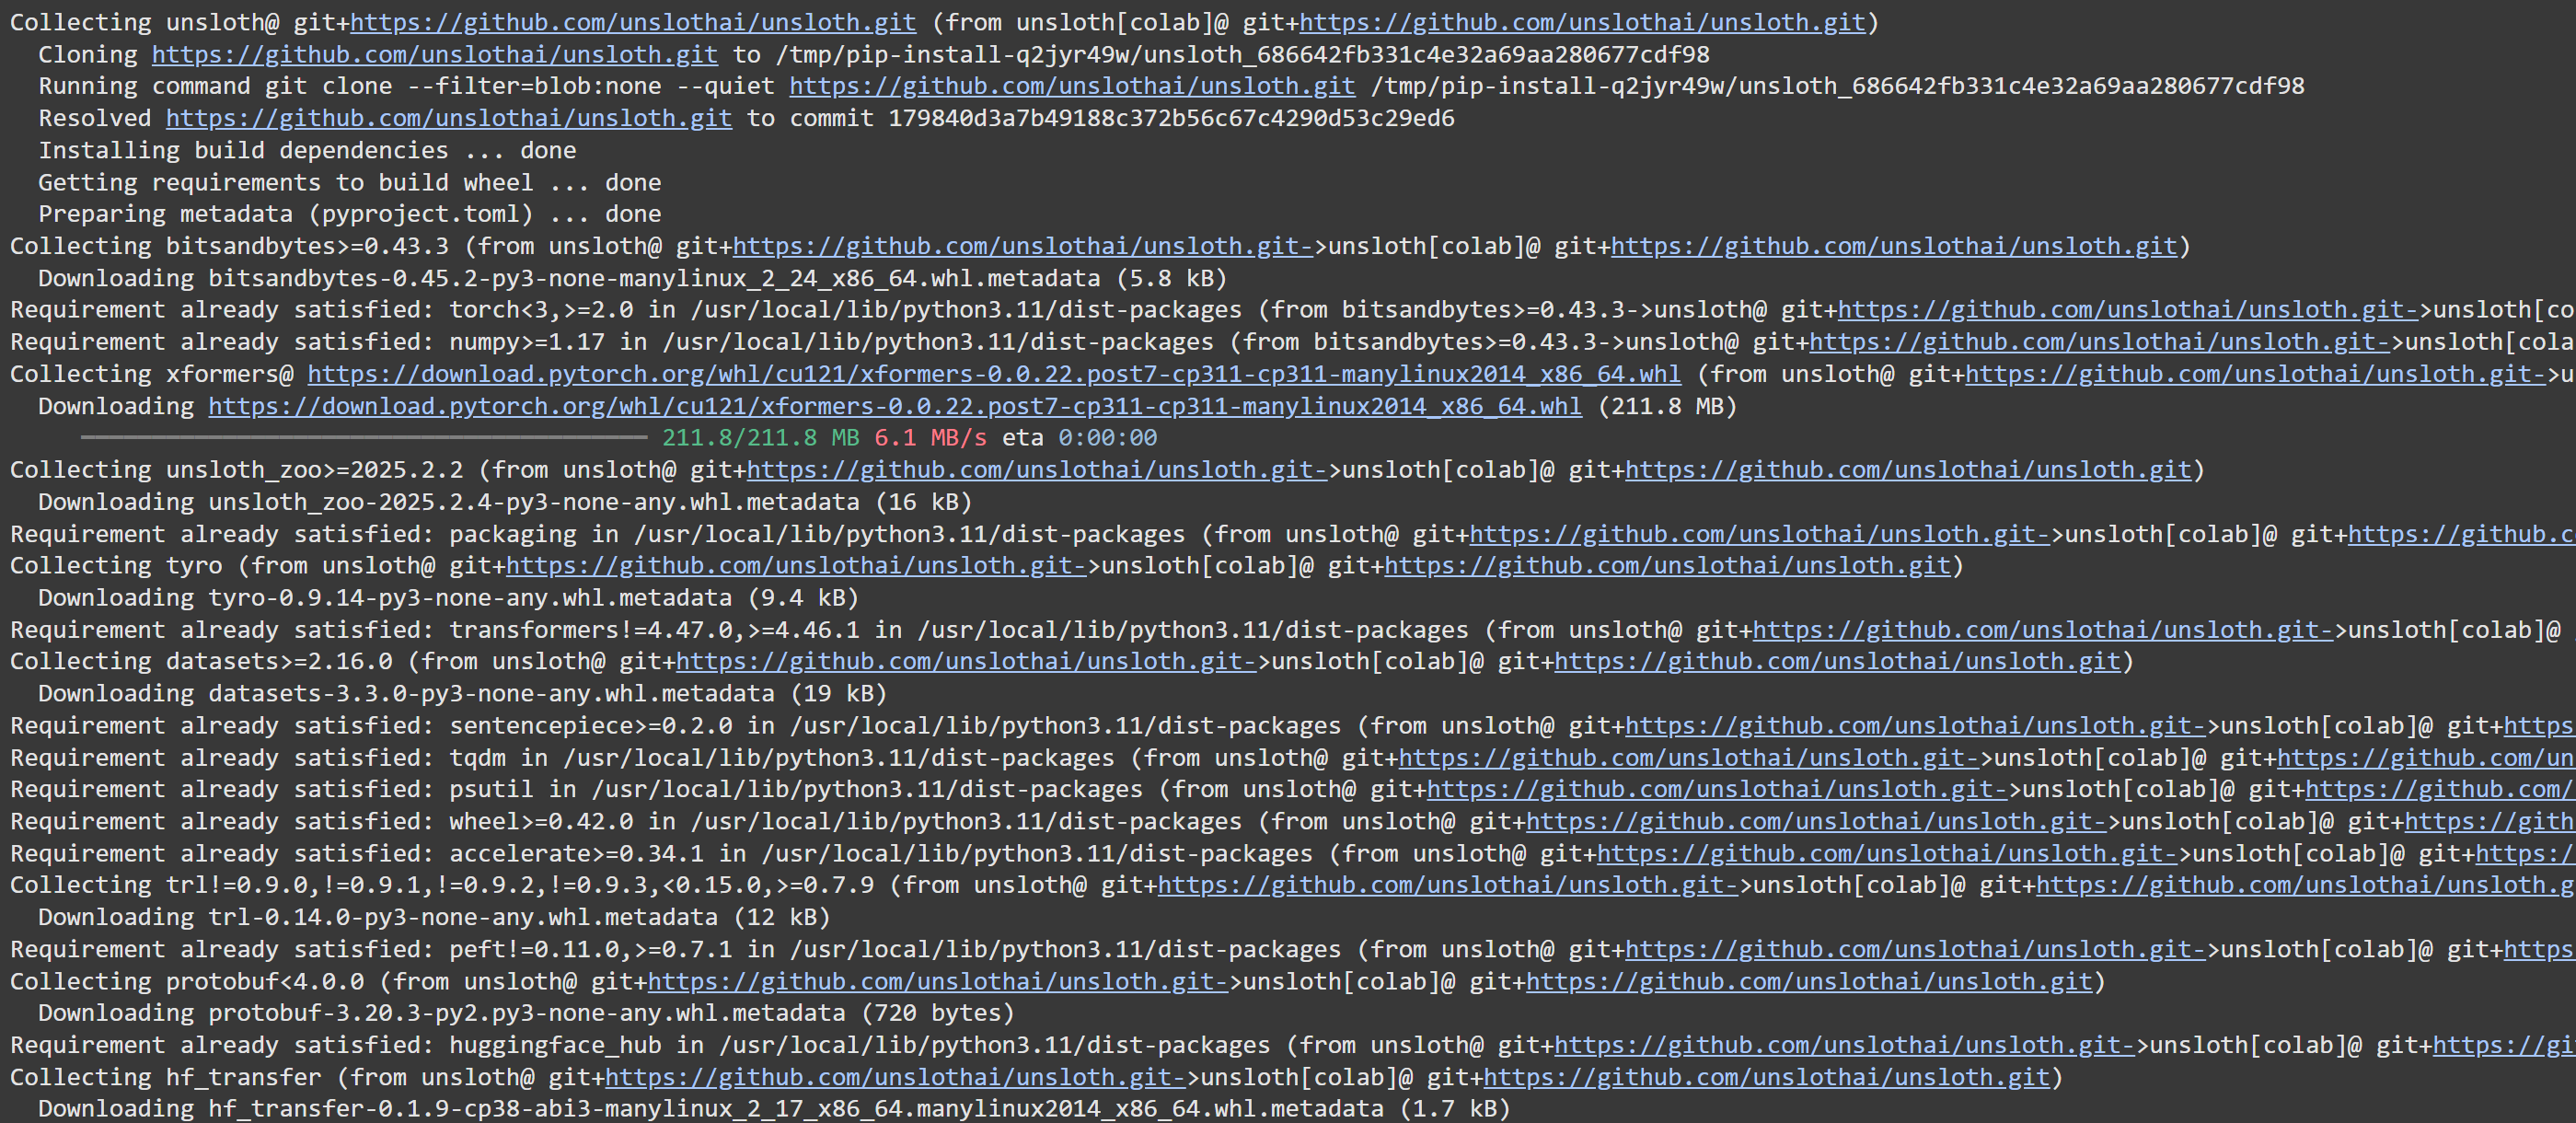 Collecting unsloth@ git+https://github.com/unslothai/unsloth.git (from unsloth[colab]@ git+https://github.com/unslothai/unsloth.git)
Cloning https://github.com/unslothai/unsloth.git to /tmp/pip-install-q2jyr49w/unsloth_686642fb331c4e32a69aa280677cdf98
Running command git clone --filter=blob:none --quiet https://github.com/unslothai/unsloth.git /tmp/pip-install-q2jyr49w/unsloth_686642fb331c4e32a69aa280677cdf98
Resolved https://github.com/unslothai/unsloth.git to commit 179840d3a7b49188c372b56c67c4290d53c29ed6
Installing build dependencies ... done
Getting requirements to build wheel ... done
Preparing metadata (pyproject.toml) ... done
Collecting bitsandbytes>=0.43.3 (from unsloth@ git+https://github.com/unslothai/unsloth.git->unsloth[colab]@ git+https://github.com/unslothai/unsloth.git)
Downloading bitsandbytes-0.45.2-py3-none-manylinux_2_24_x86_64.whl.metadata (5.8 kB)
Requirement already satisfied: torch<3,>=2.0 in /usr/local/lib/python3.11/dist-packages (from bitsandbytes>=0.43.3->unsloth@ git+https://github.com/unslothai/unsloth.git->unsloth[co
Requirement already satisfied: numpy>=1.17 in /usr/local/lib/python3.11/dist-packages (from bitsandbytes>=0.43.3->unsloth@ git+https://github.com/unslothai/unsloth.git->unsloth[cola
Collecting xformers@ https://download.pytorch.org/whl/cu121/xformers-0.0.22.post7-cp311-cp311-manylinux2014_x86_64.whl (from unsloth@ git+https://github.com/unslothai/unsloth.git->u
Downloading https://download.pytorch.org/whl/cu121/xformers-0.0.22.post7-cp311-cp311-manylinux2014_x86_64.whl (211.8 MB)
211.8/211.8 MB 6.1 MB/s eta 0:00:00
Collecting unsloth_zoo>=2025.2.2 (from unsloth@ git+https://github.com/unslothai/unsloth.git->unsloth[colab]@ git+https://github.com/unslothai/unsloth.git)
Downloading unsloth_zoo-2025.2.4-py3-none-any.whl.metadata (16 kB)
Requirement already satisfied: packaging in /usr/local/lib/python3.11/dist-packages (from unsloth@ git+https://github.com/unslothai/unsloth.git->unsloth[colab]@ git+https://github.c
Collecting tyro (from unsloth@ git+https://github.com/unslothai/unsloth.git->unsloth[colab]@ git+https://github.com/unslothai/unsloth.git)
Downloading tyro-0.9.14-py3-none-any.whl.metadata (9.4 kB)
Requirement already satisfied: transformers!=4.47.0,>=4.46.1 in /usr/local/lib/python3.11/dist-packages (from unsloth@ git+https://github.com/unslothai/unsloth.git->unsloth[colab]@
Collecting datasets>=2.16.0 (from unsloth@ git+https://github.com/unslothai/unsloth.git->unsloth[colab]@ git+https://github.com/unslothai/unsloth.git)
Downloading datasets-3.3.0-py3-none-any.whl.metadata (19 kB)
Requirement already satisfied: sentencepiece>=0.2.0 in /usr/local/lib/python3.11/dist-packages (from unsloth@ git+https://github.com/unslothai/unsloth.git->unsloth[colab]@ git+https
Requirement already satisfied: tqdm in /usr/local/lib/python3.11/dist-packages (from unsloth@ git+https://github.com/unslothai/unsloth.git->unsloth[colab]@ git+https://github.com/un
Requirement already satisfied: psutil in /usr/local/lib/python3.11/dist-packages (from unsloth@ git+https://github.com/unslothai/unsloth.git->unsloth[colab]@ git+https://github.com/
Requirement already satisfied: wheel>=0.42.0 in /usr/local/lib/python3.11/dist-packages (from unsloth@ git+https://github.com/unslothai/unsloth.git->unsloth[colab]@ git+https://gith
Requirement already satisfied: accelerate>=0.34.1 in /usr/local/lib/python3.11/dist-packages (from unsloth@ git+https://github.com/unslothai/unsloth.git->unsloth[colab]@ git+https:/
Collecting trl!=0.9.0,!=0.9.1,!=0.9.2,!=0.9.3,<0.15.0,>=0.7.9 (from unsloth@ git+https://github.com/unslothai/unsloth.git->unsloth[colab]@ git+https://github.com/unslothai/unsloth.g
Downloading trl-0.14.0-py3-none-any.whl.metadata (12 kB)
Requirement already satisfied: peft!=0.11.0,>=0.7.1 in /usr/local/lib/python3.11/dist-packages (from unsloth@ git+https://github.com/unslothai/unsloth.git->unsloth[colab]@ git+https
Collecting protobuf<4.0.0 (from unsloth@ git+https://github.com/unslothai/unsloth.git->unsloth[colab]@ git+https://github.com/unslothai/unsloth.git)
Downloading protobuf-3.20.3-py2.py3-none-any.whl.metadata (720 bytes)
Requirement already satisfied: huggingface_hub in /usr/local/lib/python3.11/dist-packages (from unsloth@ git+https://github.com/unslothai/unsloth.git->unsloth[colab]@ git+https://gi
Collecting hf_transfer (from unsloth@ git+https://github.com/unslothai/unsloth.git->unsloth[colab]@ git+https://github.com/unslothai/unsloth.git)
Downloading hf_transfer-0.1.9-cp38-abi3-manylinux_2_17_x86_64.manylinux2014_x86_64.whl.metadata (1.7 kB)